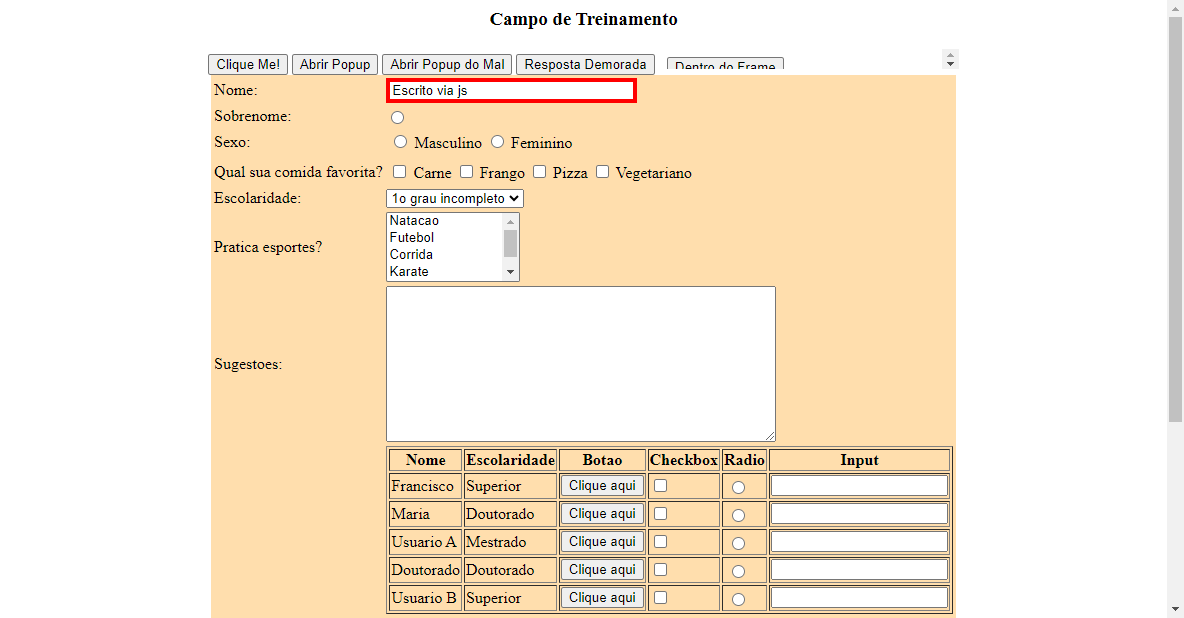 Campo de Treinamento
Clique Me! Abrir Popup Abrir Popup do Mal Resposta Demorada Dentro do Frame
Nome: Escrito via js
Sobrenome:
Sexo: Masculino Feminino
Qual sua comida favorita? Carne Frango Pizza Vegetariano
Escolaridade: 1o grau incompleto
Natacao
Futebol
Pratica esportes?
Corrida
Karate
Sugestoes:
Nome Escolaridade Botao Checkbox Radio Input
Francisco Superior Clique aqui
Maria Doutorado Clique aqui
Usuario A Mestrado Clique aqui
Doutorado Doutorado Clique aqui
Usuario B Superior Clique aqui